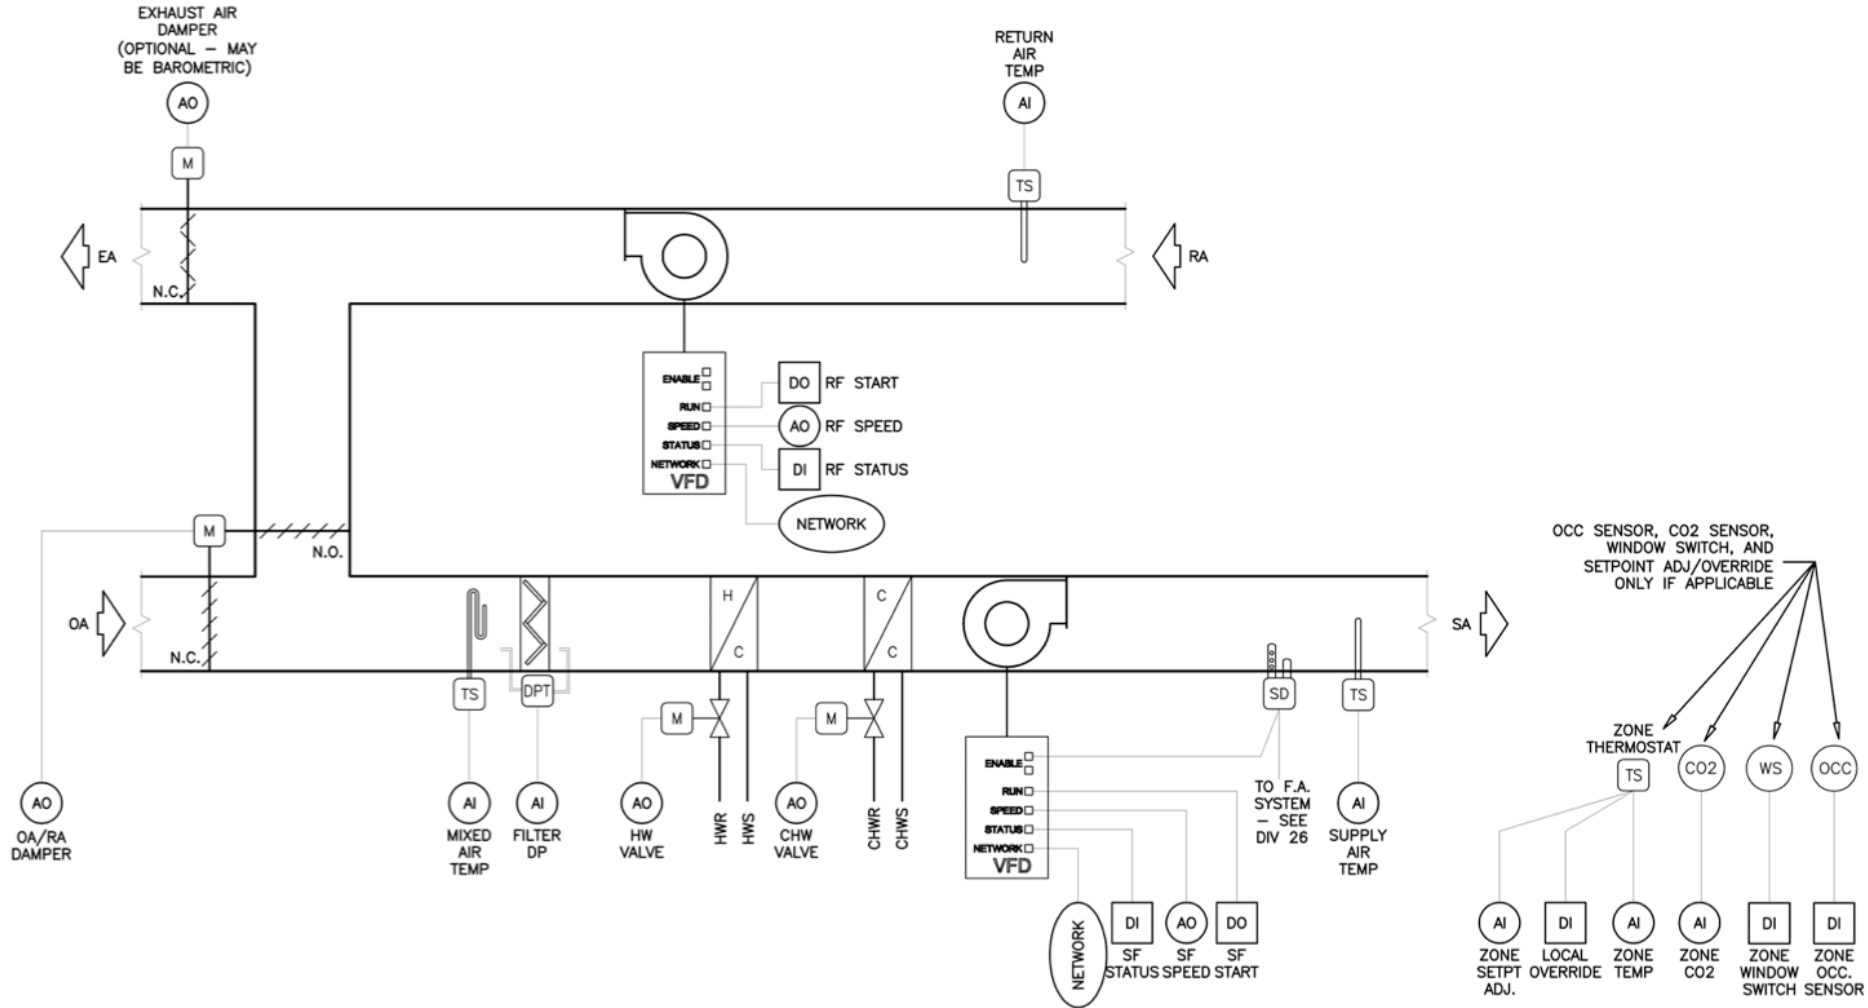 EXHAUST AIR
DAMPER
(OPTIONAL – MAY
BE BAROMETRIC)
AO
M
RETURN
AIR
TEMP
AI
TS
EA
N.C.
RA
ENABLE
RUN
SPEED
STATUS
NETWORK
VFD
DO RF START
AO RF SPEED
DI RF STATUS
NETWORK
M
N.O.
OA
N.C.
AO
OA/RA
DAMPER
TS
AI
MIXED
AIR
TEMP
DPT
AI
FILTER
DP
H
C
M
AO
HW
VALVE
HWR
HWS
C
C
M
AO
CHW
VALVE
CHWR
CHWS
ENABLE
RUN
SPEED
STATUS
NETWORK
VFD
NETWORK
DI
SF
STATUS
AO
SF
SPEED
DO
SF
START
SD
TO F.A.
SYSTEM
– SEE
DIV 26
TS
AI
SUPPLY
AIR
TEMP
SA
OCC SENSOR, CO2 SENSOR,
WINDOW SWITCH, AND
SETPOINT ADJ/OVERRIDE
ONLY IF APPLICABLE
ZONE
THERMOSTAT
TS
CO2
WS
OCC
AI
ZONE
SETPT
ADJ.
DI
LOCAL
OVERRIDE
AI
ZONE
TEMP
AI
ZONE
CO2
DI
ZONE
WINDOW
SWITCH
DI
ZONE
OCC.
SENSOR